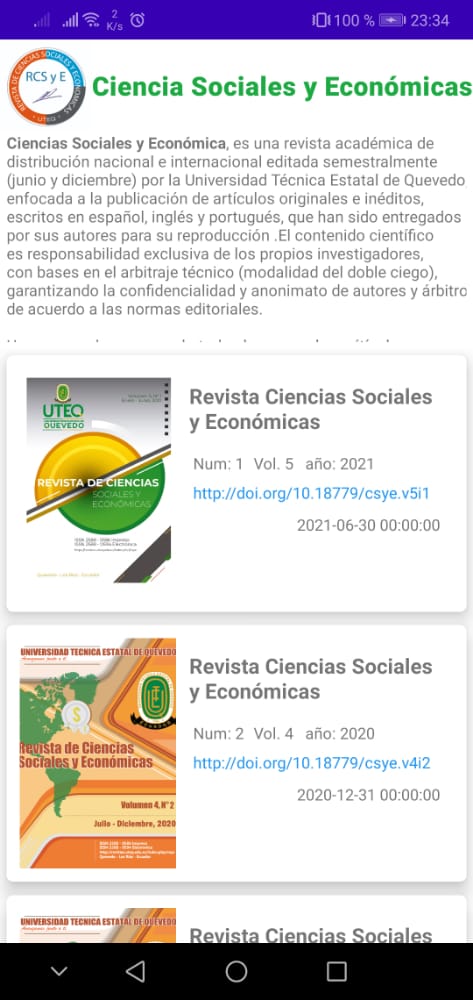 2
K/s
100 %
23:34
REVISTA DE CIENCIAS SOCIALES Y ECONÓMICAS
RCS y E
UTEQ
Ciencia Sociales y Económicas
Ciencias Sociales y Económica, es una revista académica de
distribución nacional e internacional editada semestralmente
(junio y diciembre) por la Universidad Técnica Estatal de Quevedo,
enfocada a la publicación de artículos originales e inéditos,
escritos en español, inglés y portugués, que han sido entregados
por sus autores para su reproducción .El contenido científico
es responsabilidad exclusiva de los propios investigadores,
con bases en el arbitraje técnico (modalidad del doble ciego),
garantizando la confidencialidad y anonimato de autores y árbitro
de acuerdo a las normas editoriales.
UTEQ
QUEVEDO
REVISTA DE CIENCIAS
SOCIALES Y
ECONÓMICAS
Quevedo - Los Ríos - Ecuador
Revista Ciencias Sociales
y Económicas
Num: 1 Vol. 5 año: 2021
http://doi.org/10.18779/csye.v5i1
2021-06-30 00:00:00
UNIVERSIDAD TECNICA ESTATAL DE QUEVEDO
Revista de Ciencias
Sociales y Económicas
Volumen 4, N° 2
Julio - Diciembre, 2020
Quevedo - Los Ríos - Ecuador
Revista Ciencias Sociales
y Económicas
Num: 2 Vol. 4 año: 2020
http://doi.org/10.18779/csye.v4i2
2020-12-31 00:00:00
UNIVERSIDAD TECNICA ESTATAL DE QUEVEDO
Revista Ciencias Sociales